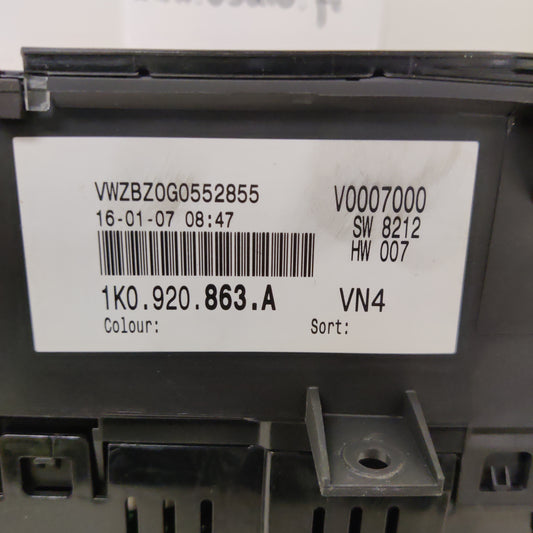 VWZBZ0G0552855
V0007000
16-01-07 08:47
SW 8212
HW 007
1K0.920.863.A
VN4
Colour:
Sort: